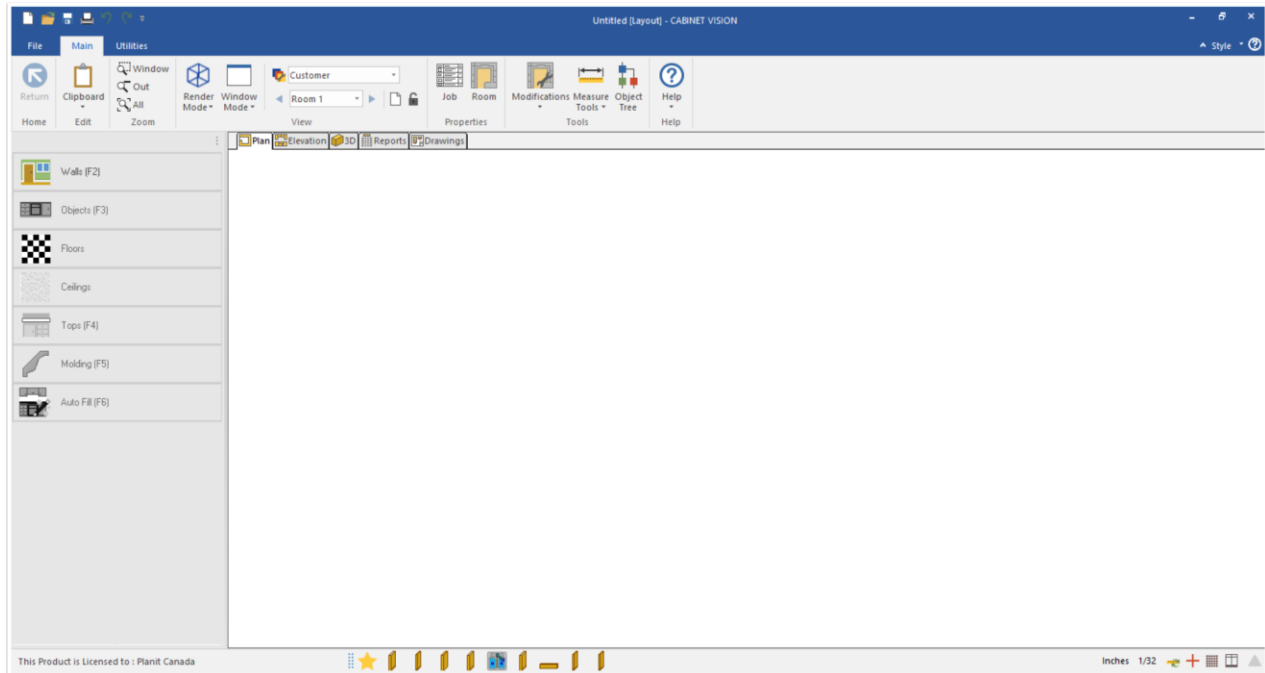 Untitled [Layout] - CABINET VISION
File Main Utilities Style
Return
Clipboard
Window
Out
All
Render Mode
Window Mode
Customer
Room 1
Job
Room
Modifications
Measure Tools
Object Tree
Help
Home Edit Zoom View Properties Tools Help
Plan Elevation 3D Reports Drawings
Walls (F2)
Objects (F3)
Floors
Ceilings
Tops (F4)
Molding (F5)
Auto Fill (F6)
This Product is Licensed to : Planit Canada
Inches 1/32